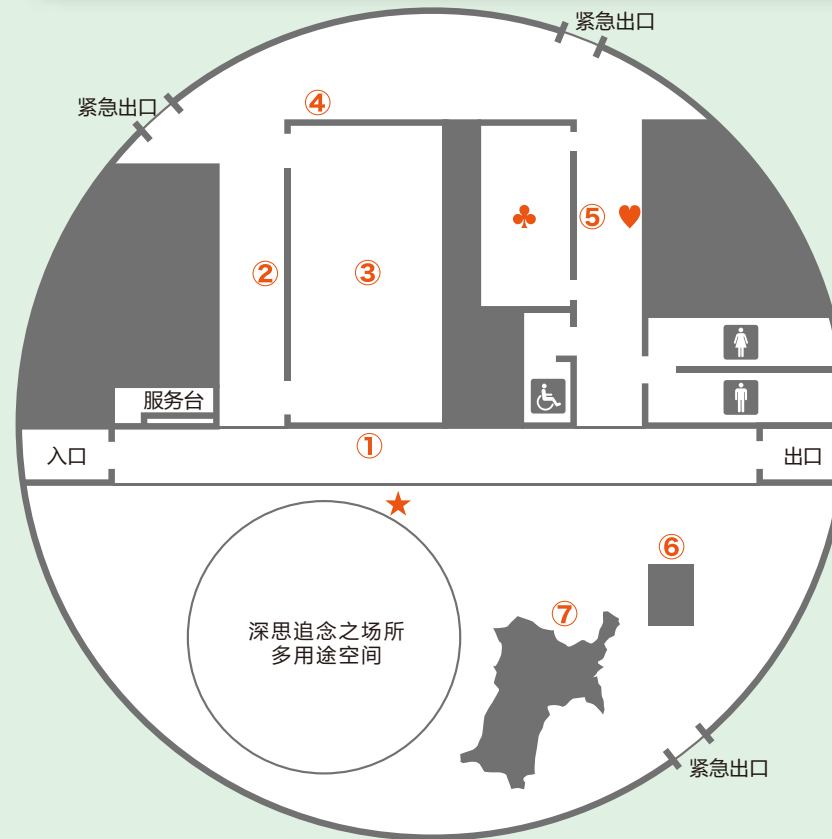 紧急出口
紧急出口
④
♣
⑤ ♥
② ③
服务台
①
入口
出口
★
⑥
⑦
深思追念之场所
多用途空间
紧急出口